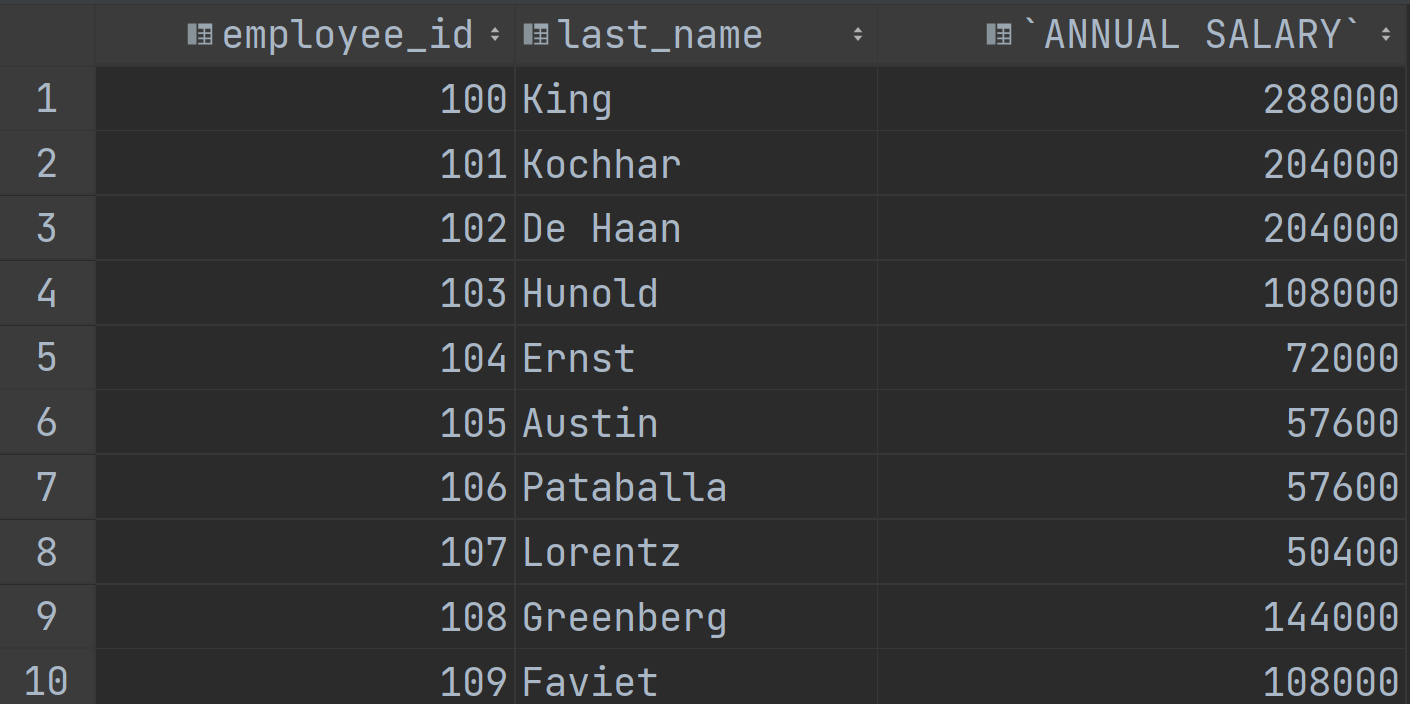 employee_id last_name `ANNUAL SALARY`
1 100 King 288000
2 101 Kochhar 204000
3 102 De Haan 204000
4 103 Hunold 108000
5 104 Ernst 72000
6 105 Austin 57600
7 106 Pataballa 57600
8 107 Lorentz 50400
9 108 Greenberg 144000
10 109 Faviet 108000